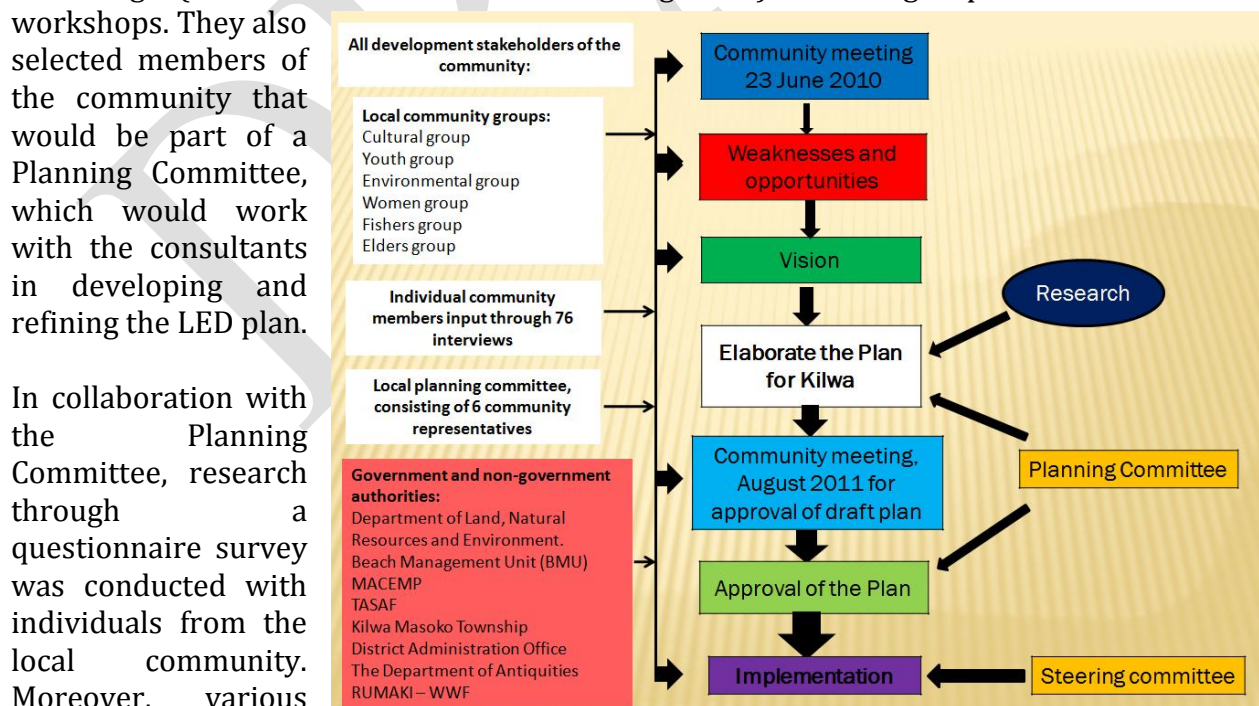 workshops. They also
selected members of
the community that
would be part of a
Planning Committee,
which would work
with the consultants
in developing and
refining the LED plan.
In collaboration with
the Planning
Committee, research
through a
questionnaire survey
was conducted with
individuals from the
local community.
Moreover, various
All development stakeholders of the
community:
Local community groups:
Cultural group
Youth group
Environmental group
Women group
Fishers group
Elders group
Individual community
members input through 76
interviews
Local planning committee,
consisting of 6 community
representatives
Government and non-government
authorities:
Department of Land, Natural
Resources and Environment.
Beach Management Unit (BMU)
MACEMP
TASAF
Kilwa Masoko Township
District Administration Office
The Department of Antiquities
RUMAKI – WWF
Community meeting
23 June 2010
Weaknesses and
opportunities
Vision
Elaborate the Plan
for Kilwa
Community meeting,
August 2011 for
approval of draft plan
Approval of the Plan
Implementation
Research
Planning Committee
Steering committee